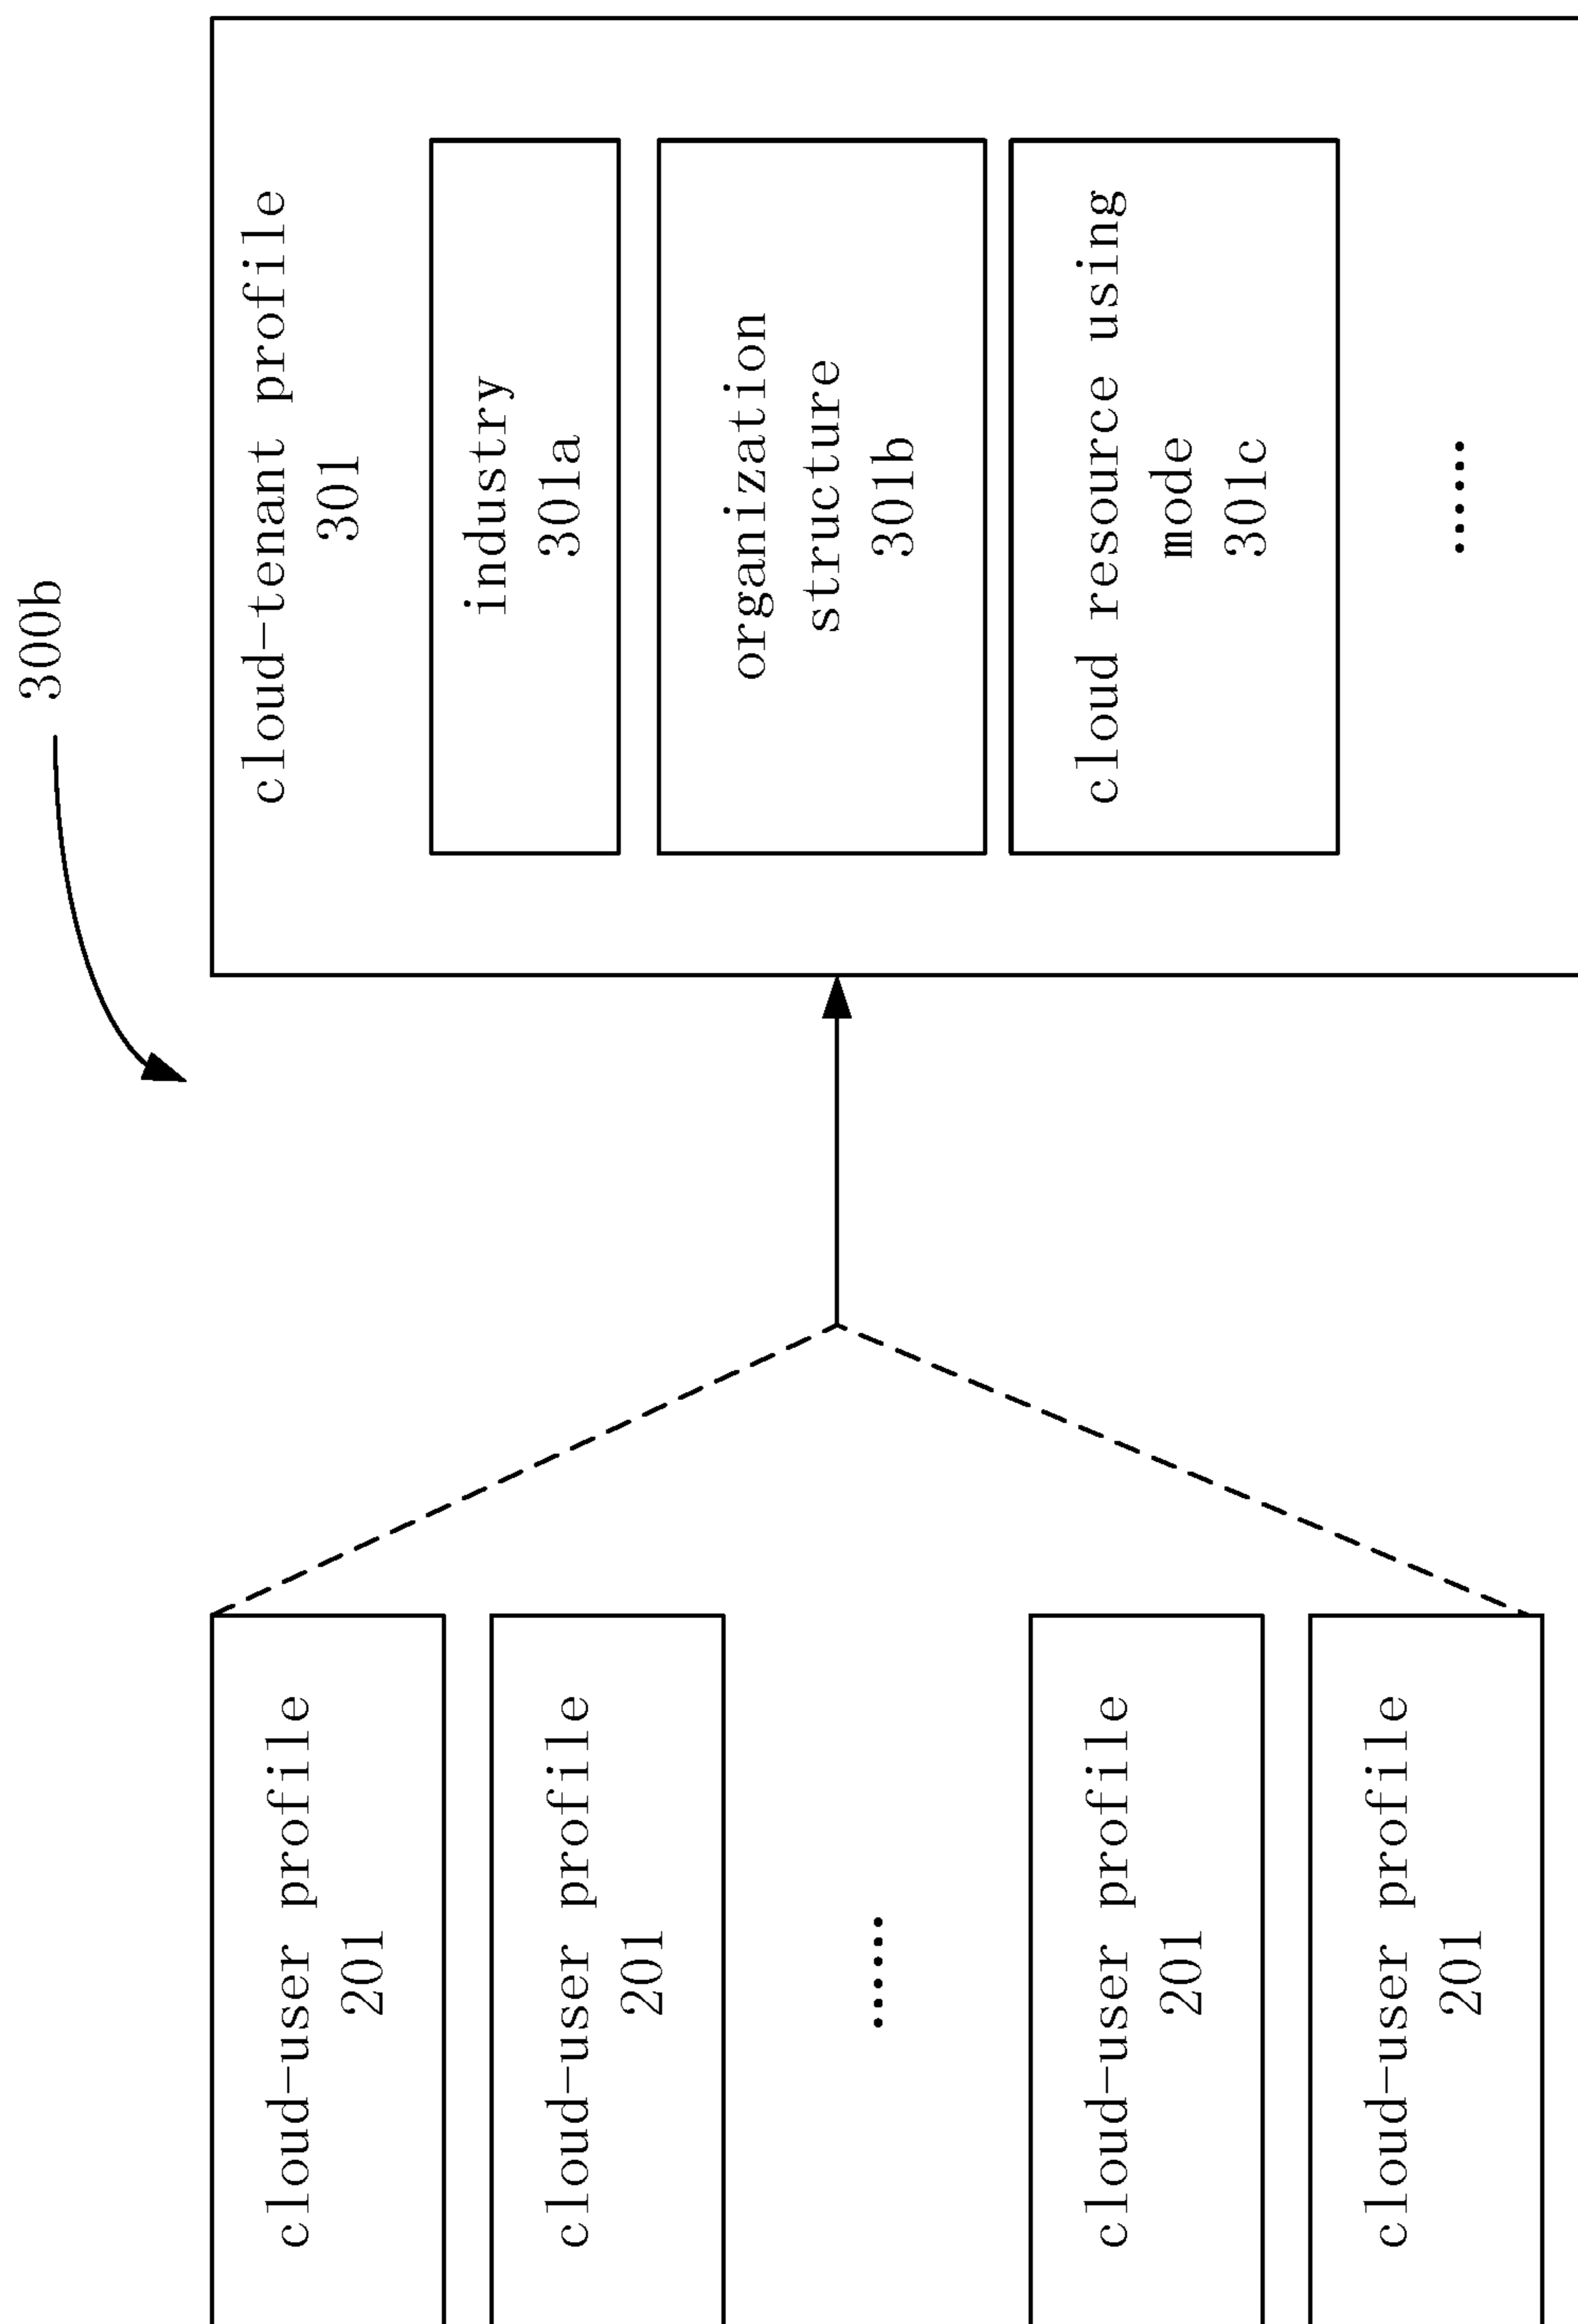 300b
cloud-user profile
201
cloud-user profile
201
......
cloud-user profile
201
cloud-user profile
201
cloud-tenant profile
301
industry
301a
organization
structure
301b
cloud resource using
mode
301c
......